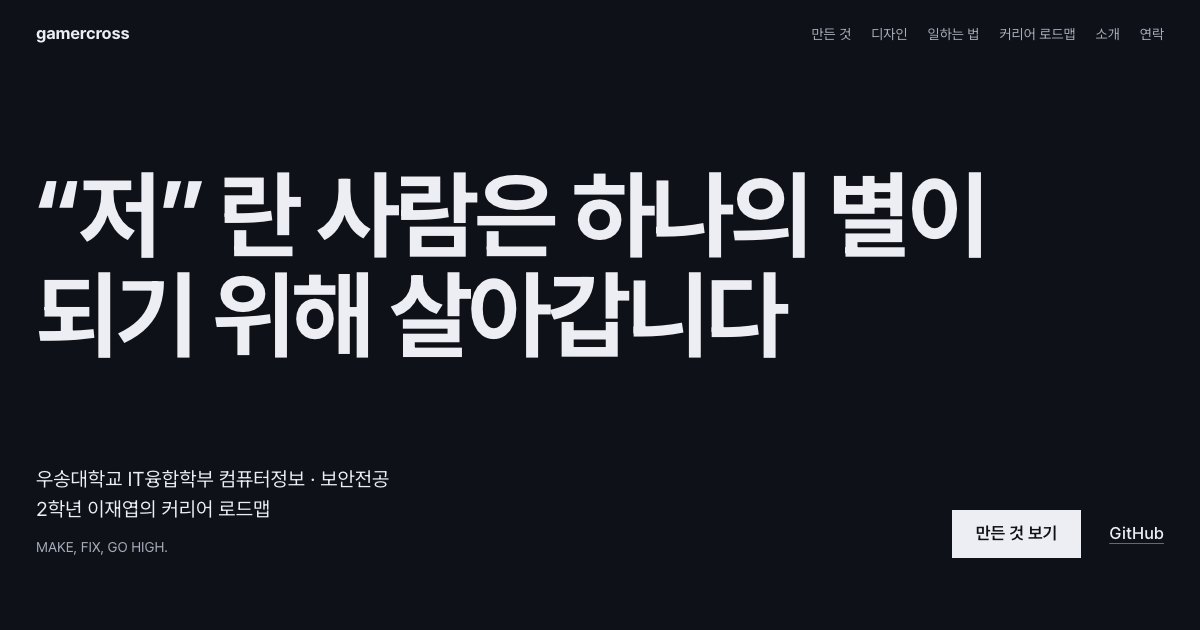 gamercross
만든 것 디자인 일하는 법 커리어 로드맵 소개 연락
“저” 란 사람은 하나의 별이
되기 위해 살아갑니다
우송대학교 IT융합학부 컴퓨터정보 · 보안전공
2학년 이재엽의 커리어 로드맵
MAKE, FIX, GO HIGH.
만든 것 보기 GitHub